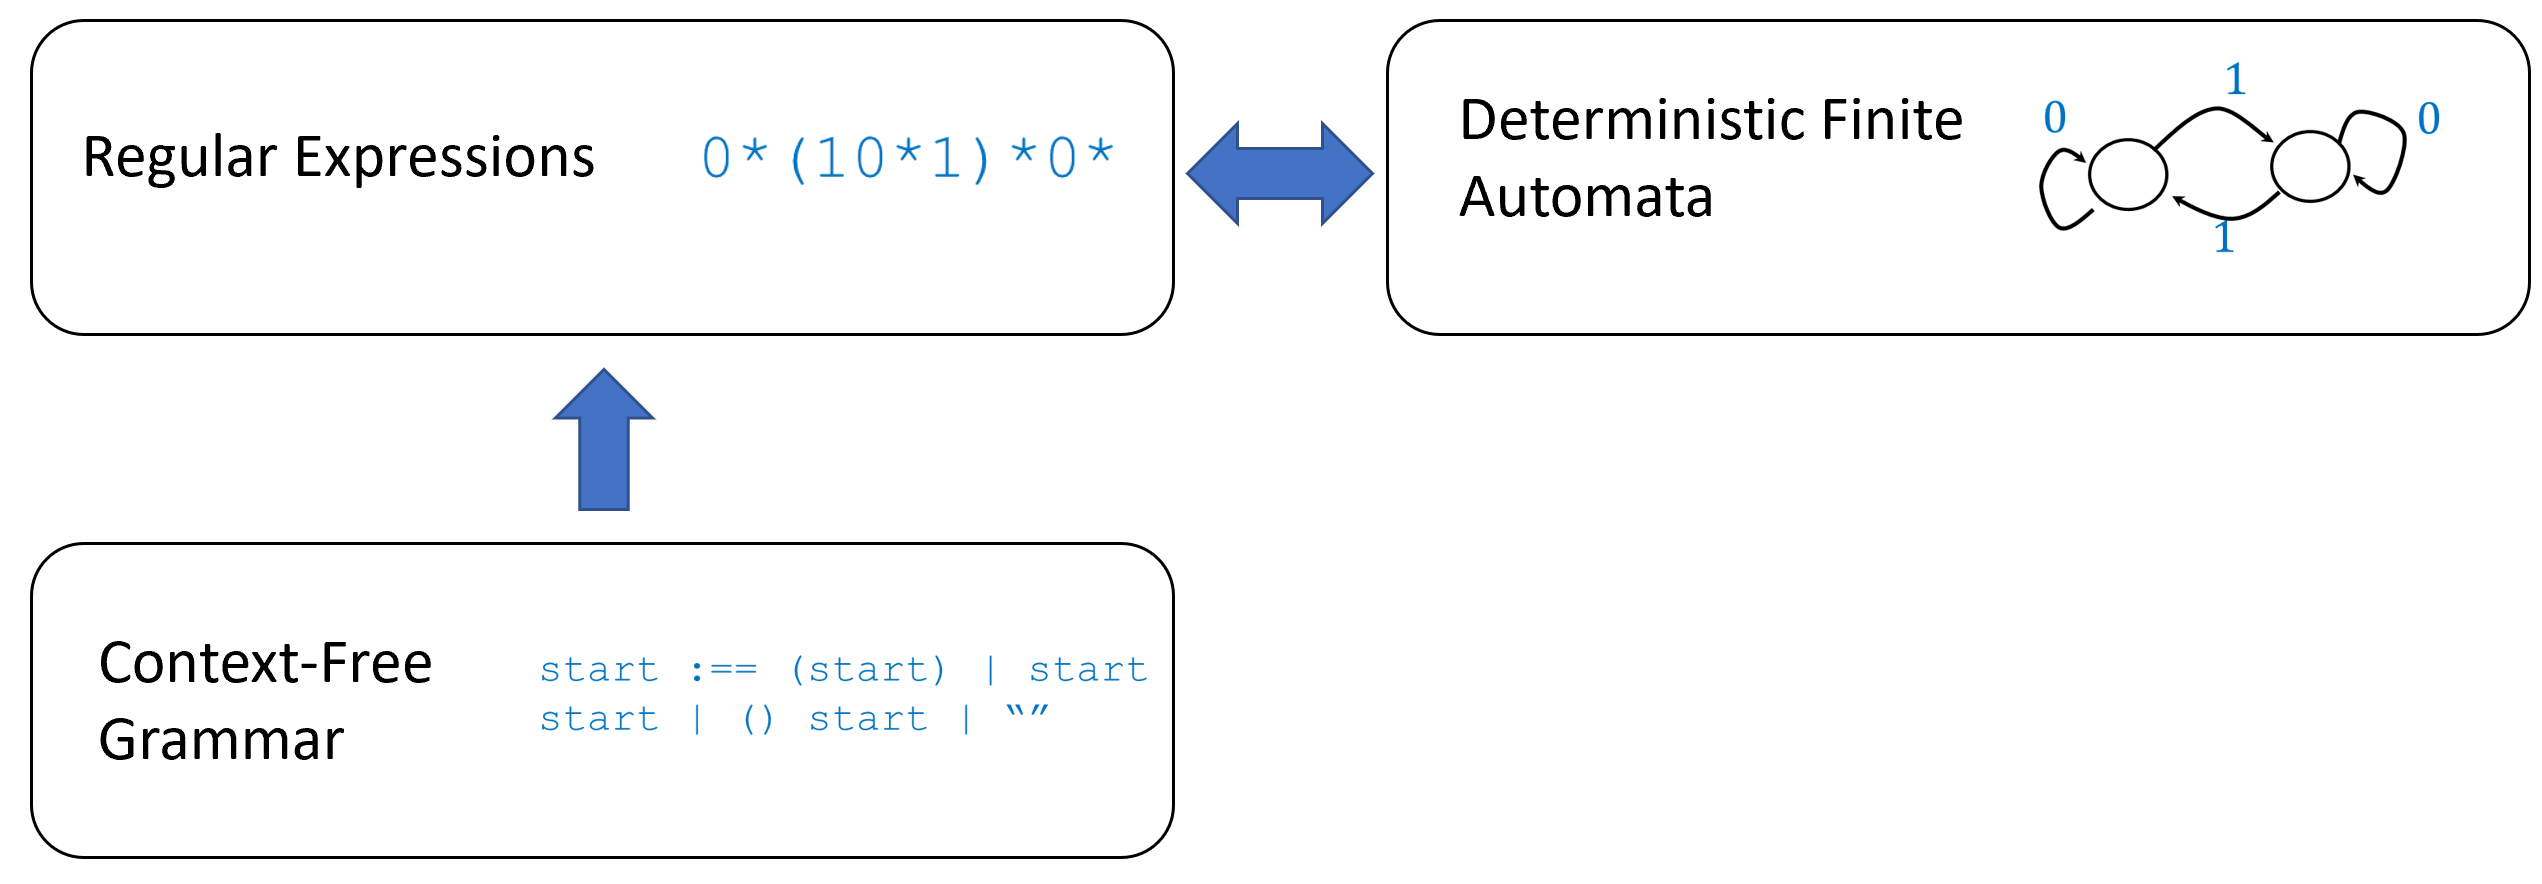 Regular Expressions 0*(10*1)*0*
Deterministic Finite
Automata
0
1
0
1
Context-Free
Grammar
start :== (start) | start
start | () start | “”